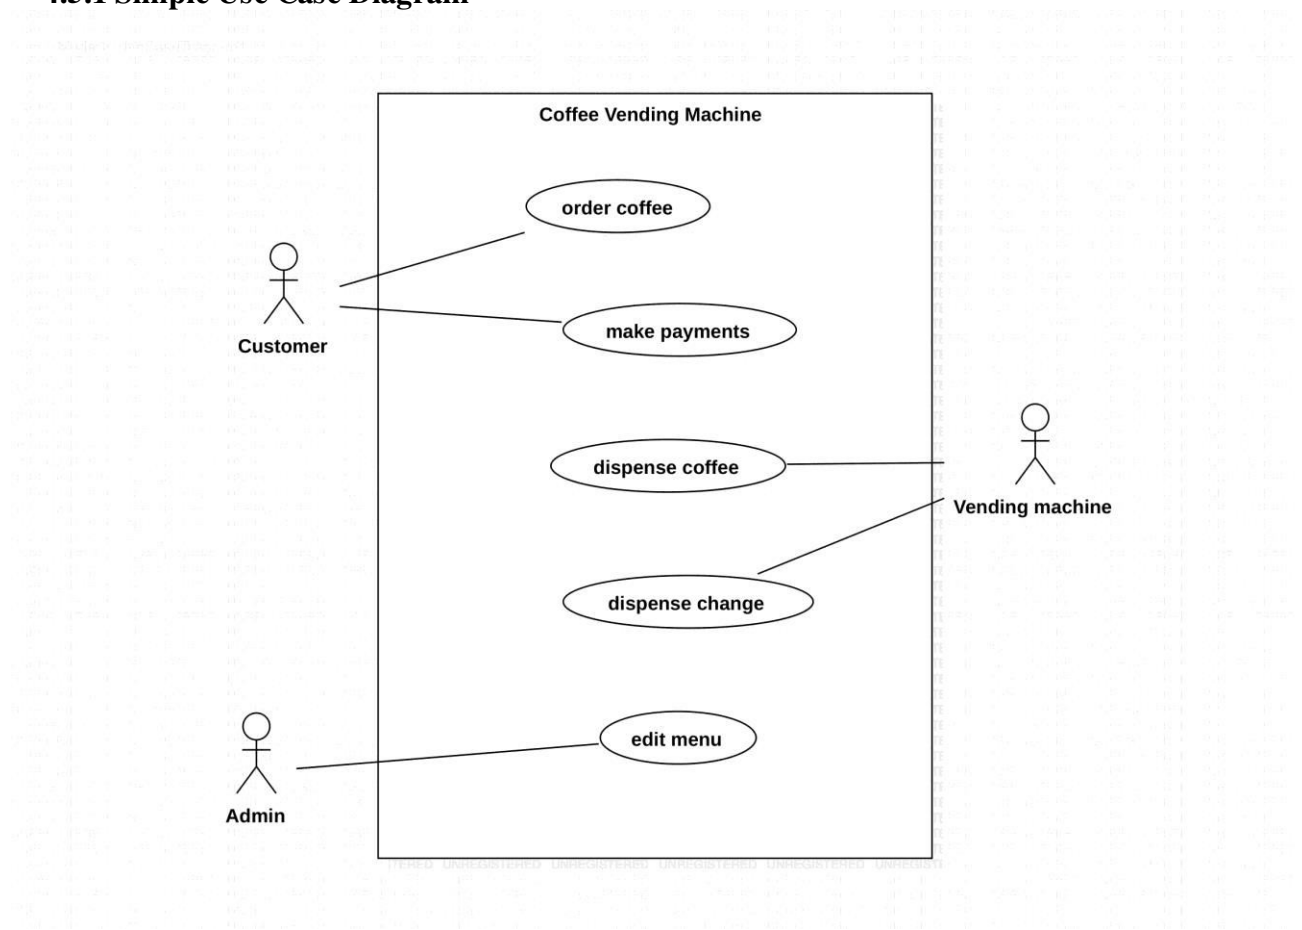 4.3.1 Simple Use Case Diagram
Coffee Vending Machine
order coffee
Customer
make payments
dispense coffee
Vending machine
dispense change
edit menu
Admin
UNREGISTERED UNREGISTERED UNREGISTERED UNREGISTERED